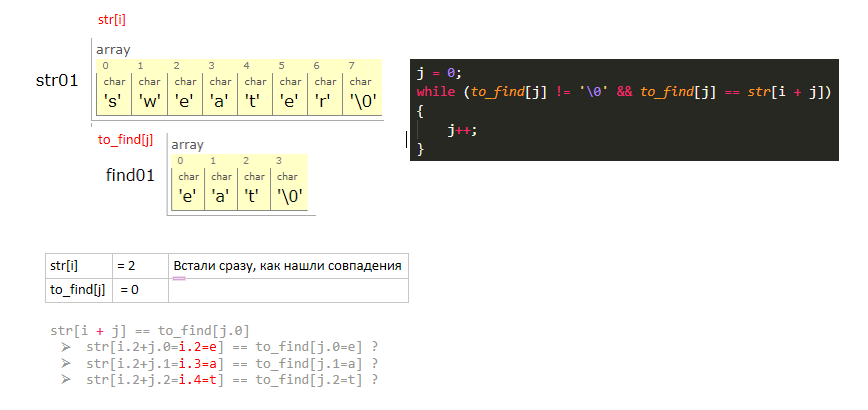 str[i]
array
str01
0 1 2 3 4 5 6 7
char char char char char char char char
's' 'w' 'e' 'a' 't' 'e' 'r' '\0'
to_find[j]
array
find01
0 1 2 3
char char char char
'e' 'a' 't' '\0'
j = 0;
while (to_find[j] != '\0' && to_find[j] == str[i + j])
{
j++;
}
str[i] = 2 Встали сразу, как нашли совпадения
to_find[j] = 0
str[i + j] == to_find[j.0]
➢ str[i.2+j.0=i.2=e] == to_find[j.0=e] ?
➢ str[i.2+j.1=i.3=a] == to_find[j.1=a] ?
➢ str[i.2+j.2=i.4=t] == to_find[j.2=t] ?